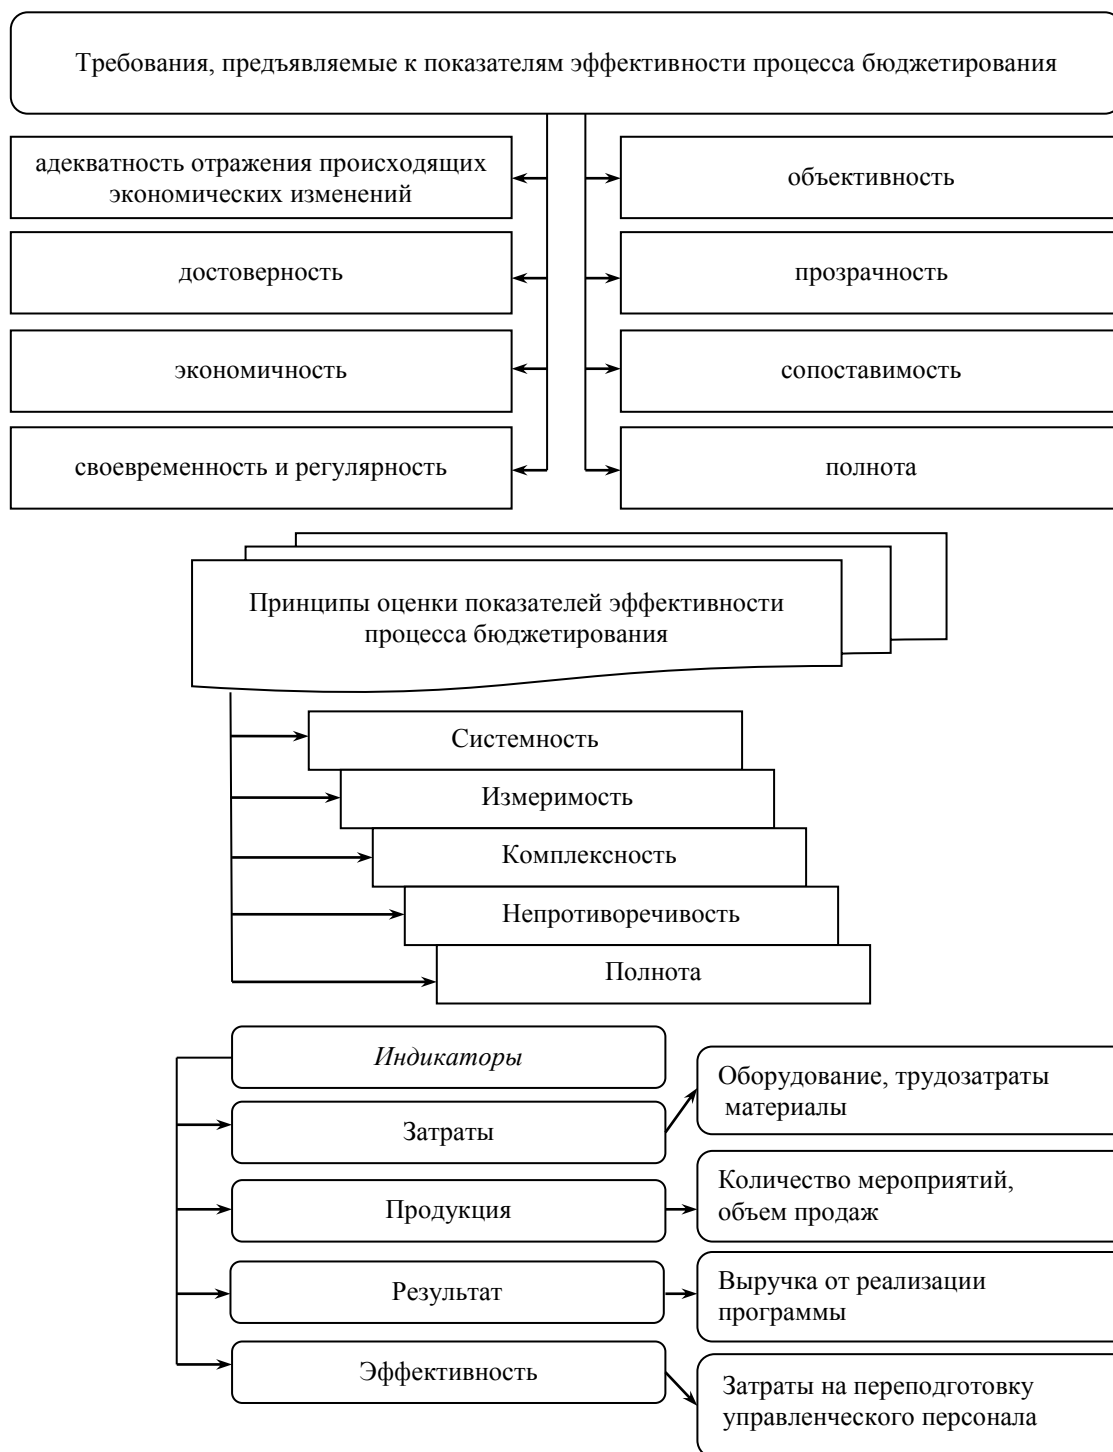 Требования, предъявляемые к показателям эффективности процесса бюджетирования
адекватность отражения происходящих
экономических изменений
объективность
достоверность
прозрачность
экономичность
сопоставимость
своевременность и регулярность
полнота
Принципы оценки показателей эффективности
процесса бюджетирования
Системность
Измеримость
Комплексность
Непротиворечивость
Полнота
Индикаторы
Затраты
Оборудование, трудозатраты
материалы
Продукция
Количество мероприятий,
объем продаж
Результат
Выручка от реализации
программы
Эффективность
Затраты на переподготовку
управленческого персонала